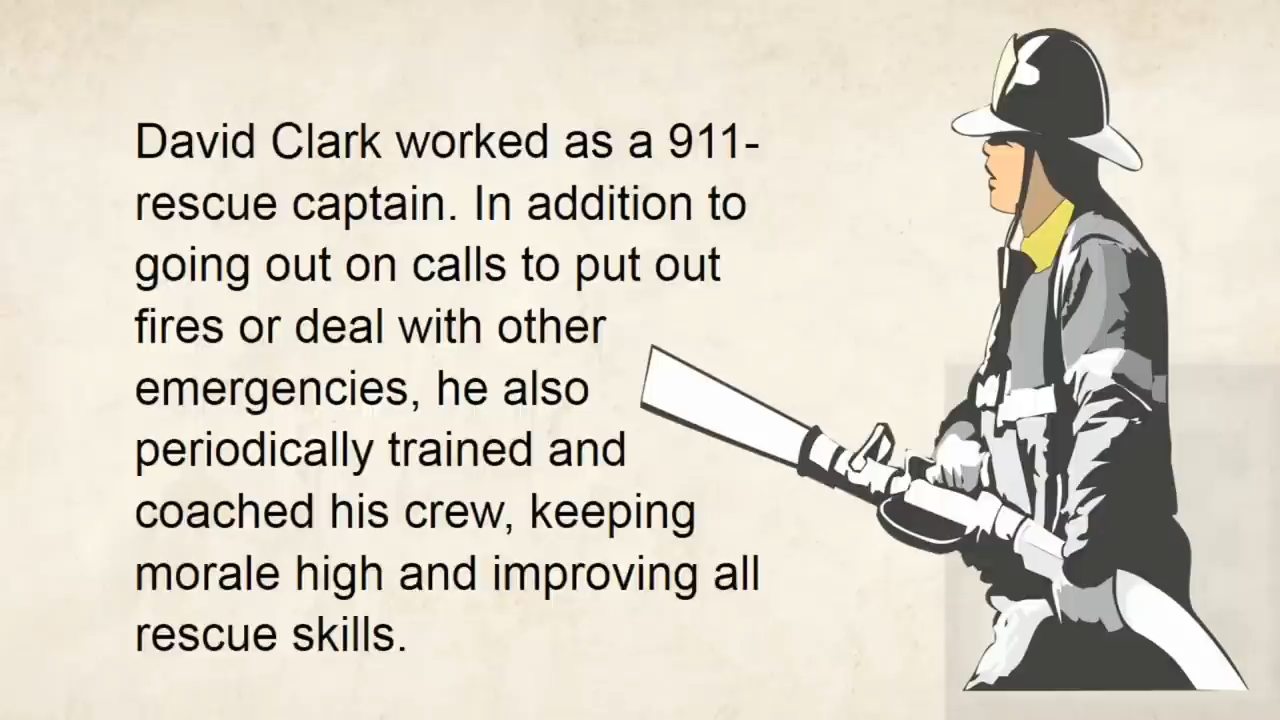 David Clark worked as a 911-
rescue captain. In addition to
going out on calls to put out
fires or deal with other
emergencies, he also
periodically trained and
coached his crew, keeping
morale high and improving all
rescue skills.